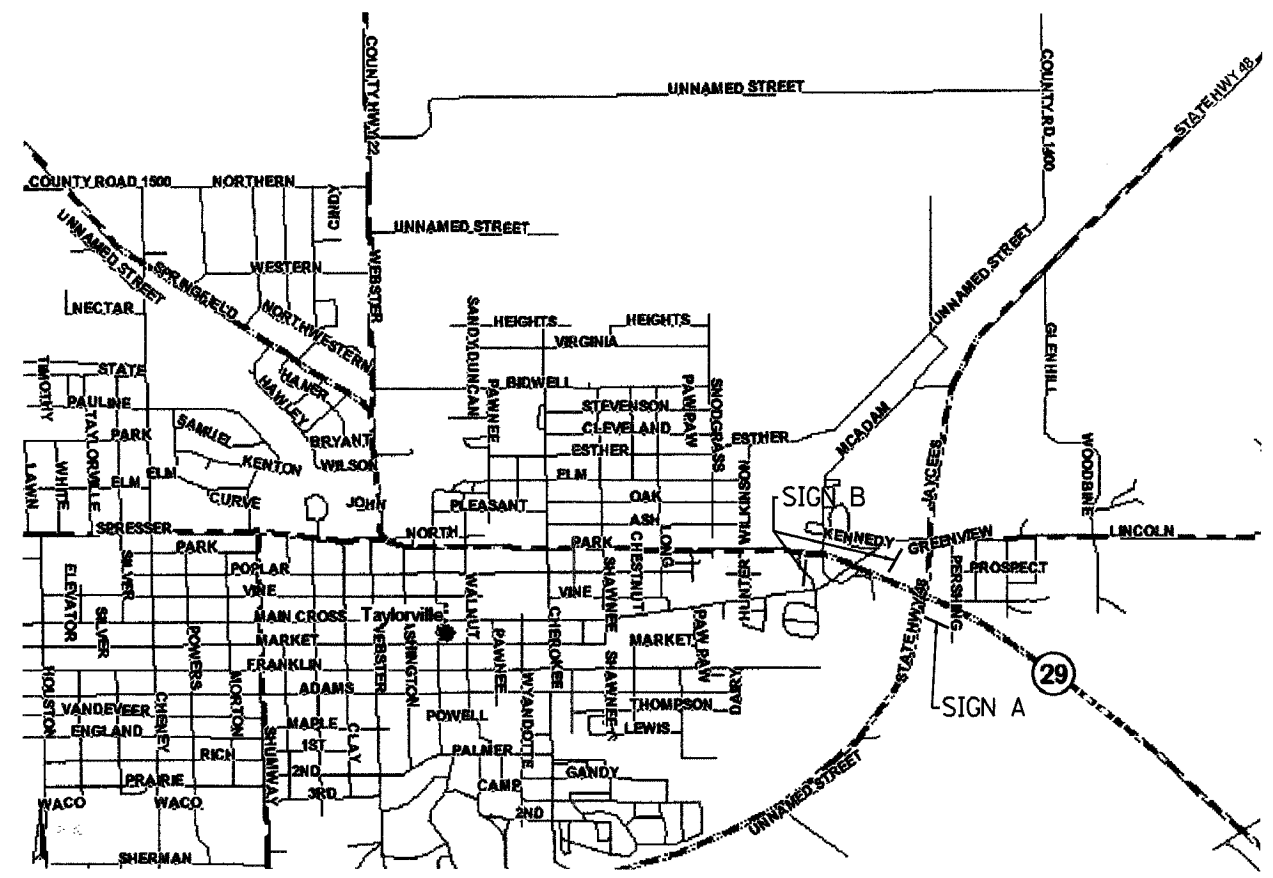 COUNTY HWY 22
UNNAMED STREET
COUNTY RD 1400
STATE HWY 48
COUNTY ROAD 1500
NORTHERN
CINDY
UNNAMED STREET
UNNAMED STREET
SPRINGFIELD
WESTERN
WEBSTER
UNNAMED STREET
NECTAR
NORTHWESTERN
SANDY
DUNCAN
HEIGHTS
HEIGHTS
VIRGINIA
GLENHILL
TIMOTHY
STATE
HANER
HAWLEY
BIDWELL
PAWNEE
PAW PAW
SNODGRASS
PAULINE
TAYLORVILLE
STEVENSON
CLEVELAND
PARK
SAMUEL
BRYANT
ESTHER
ESTHER
MCADAM
JAYCEES
WOODBINE
LAWN
WHITE
ELM
ELM
KENTON
WILSON
ELM
WILKINSON
CURVE
JOHN
PLEASANT
OAK
SIGN B
SPRESSER
NORTH
ASH
KENNEDY
GREENVIEW
LINCOLN
PARK
PARK
CHESTNUT
LONG
SILVER
POPLAR
SHAWNEE
HUNTER
PERSHING
PROSPECT
ELEVATOR
VINE
WALNUT
VINE
STATE HWY 48
SILVER
MAIN CROSS
Taylorville
CHEROKEE
POWERS
MARKET
WEBSTER
ASHINGTON
PAWNEE
MARKET
PAW PAW
FRANKLIN
SHAWNEE
29
HOUSTON
MORTON
ADAMS
WYANDOTTE
DAIRY
VANDEVEER
CHENEY
POWELL
THOMPSON
SIGN A
ENGLAND
MAPLE
CLAY
LEWIS
SHUMWAY
RICH
1ST
PALMER
PRAIRIE
2ND
CAMP
GANDY
UNNAMED STREET
WACO
WACO
3RD
2ND
SHERMAN